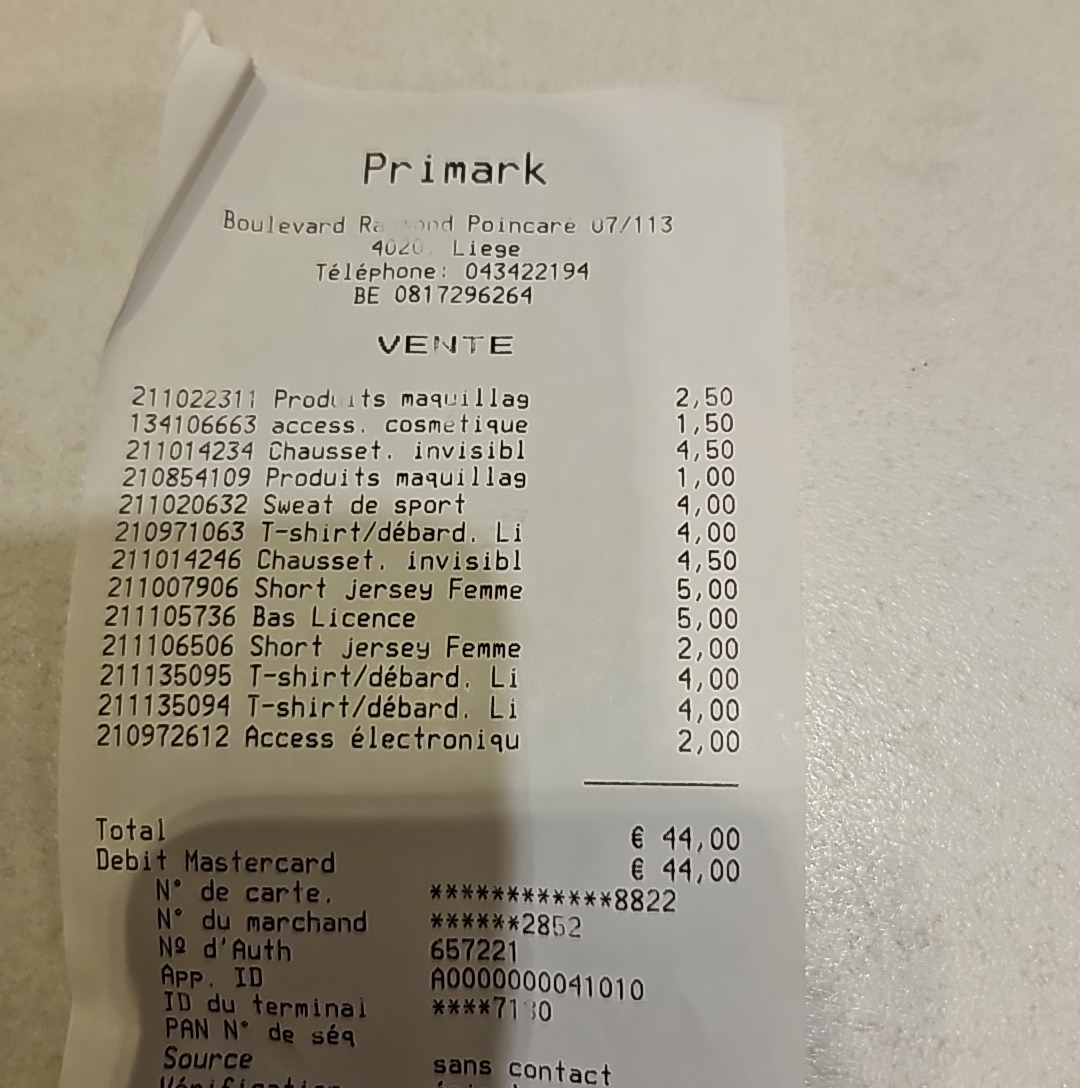 Primark
Boulevard Poincaré 07/113
4020, Liege
Téléphone: 043422194
BE 0817296264
VENTE
211022311 Produits maquillag 2,50
134106663 access. cosmétique 1,50
211014234 Chausset. invisibl 4,50
210854109 Produits maquillag 1,00
211020632 Sweat de sport 4,00
210971063 T-shirt/débard. Li 4,00
211014246 Chausset. invisibl 4,50
211007906 Short jersey Femme 5,00
211105736 Bas Licence 5,00
211106506 Short jersey Femme 2,00
211135095 T-shirt/débard. Li 4,00
211135094 T-shirt/débard. Li 4,00
210972612 Access électroniqu 2,00
Total € 44,00
Debit Mastercard € 44,00
N° de carte. ************8822
N° du marchand ******2852
Nº d'Auth 657221
App. ID A0000000041010
ID du terminal
PAN N° de séq
Source sans contact